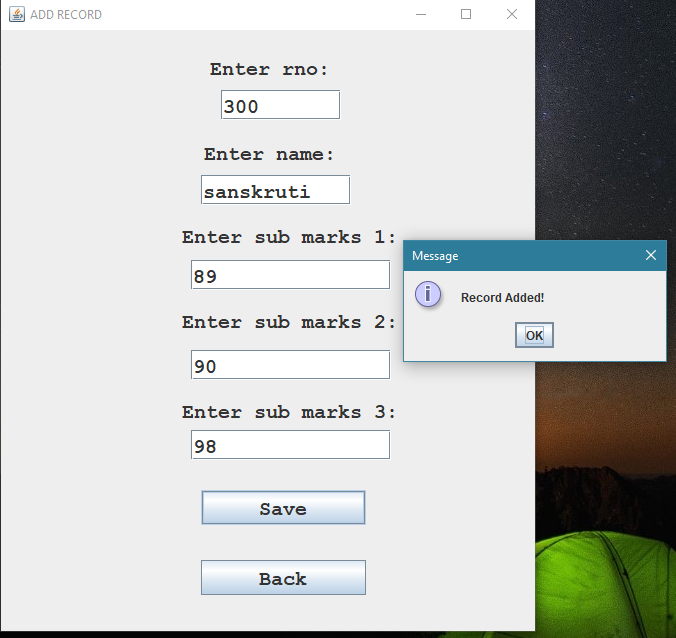 ADD RECORD
Enter rno:
300
Enter name:
sanskruti
Enter sub marks 1:
89
Enter sub marks 2:
90
Enter sub marks 3:
98
Save
Back
Message
i
Record Added!
OK